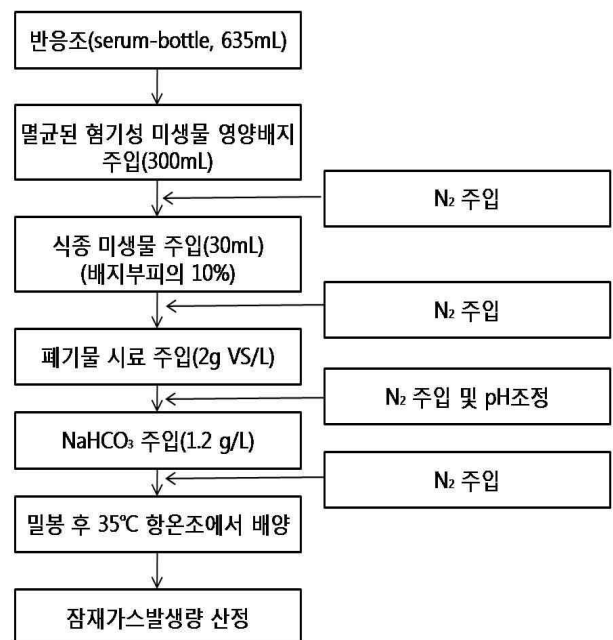 반응조(serum-bottle, 635mL)
멸균된 혐기성 미생물 영양배지
주입(300mL)
N₂ 주입
식종 미생물 주입(30mL)
(배지부피의 10%)
N₂ 주입
폐기물 시료 주입(2g VS/L)
N₂ 주입 및 pH조정
NaHCO₃ 주입(1.2 g/L)
N₂ 주입
밀봉 후 35℃ 항온조에서 배양
잠재가스발생량 산정